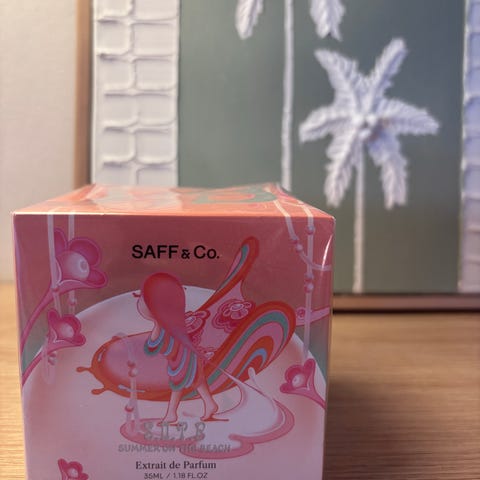 SAFF & Co.
S.O.T.B
SUMMER ON THE BEACH
Extrait de Parfum
35ML / 1.18 FL.OZ